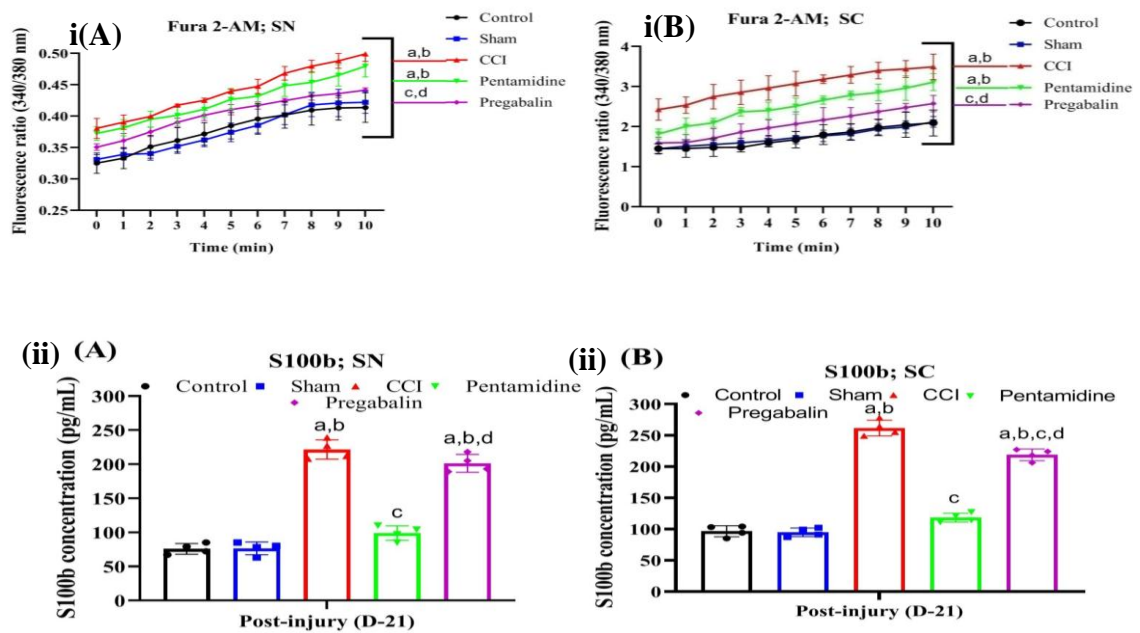 i(A)
Fura 2-AM; SN
Control
Sham
CCI
Pentamidine
Pregabalin
a,b
a,b
c,d
Fluorescence ratio (340/380 nm)
0.50
0.45
0.40
0.35
0.30
0.25
0 1 2 3 4 5 6 7 8 9 10
Time (min)
i(B)
Fura 2-AM; SC
Control
Sham
CCI
Pentamidine
Pregabalin
a,b
a,b
c,d
Fluorescence ratio (340/380 nm)
4
3
2
1
0
0 1 2 3 4 5 6 7 8 9 10
Time (min)
(ii) (A)
S100b; SN
Control Sham CCI Pentamidine
Pregabalin
S100b concentration (pg/mL)
300
250
200
150
100
50
0
a,b
c
a,b,d
Post-injury (D-21)
(ii) (B)
S100b; SC
Control Sham CCI Pentamidine
Pregabalin
S100b concentration (pg/mL)
300
250
200
150
100
50
0
a,b
c
a,b,c,d
Post-injury (D-21)